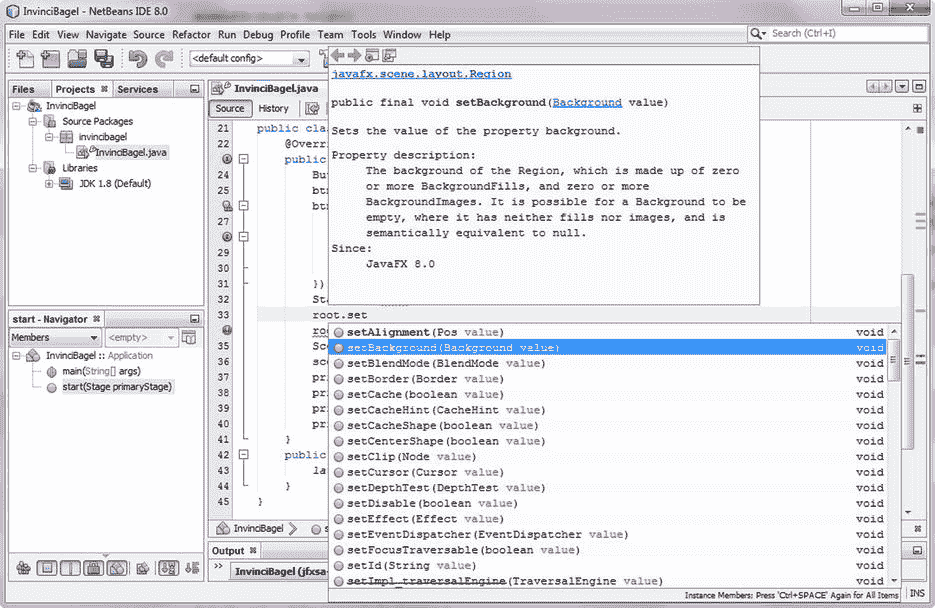 InvinciBagel - NetBeans IDE 8.0
File Edit View Navigate Source Refactor Run Debug Profile Team Tools Window Help
Search (Ctrl+I)
<default config>
Files Projects Services
InvinciBagel
Source Packages
invincibagel
InvinciBagel.java
Libraries
JDK 1.8 (Default)
start - Navigator
Members <empty>
InvinciBagel :: Application
main(String[] args)
start(Stage primaryStage)
InvinciBagel.java
Source History
21 public clas
22 @Overri
public
24 Bu
25 bt
bt
27
29
30
31 })
32 St
33 root.set
ro
35 Sc
36 sc
37 pri
38 pri
39 pri
40 pri
41 }
42 public
43 la
44 }
45 }
javafx.scene.layout.Region
public final void setBackground(Background value)
Sets the value of the property background.
Property description:
The background of the Region, which is made up of zero
or more BackgroundFills, and zero or more
BackgroundImages. It is possible for a Background to be
empty, where it has neither fills nor images, and is
semantically equivalent to null.
Since:
JavaFX 8.0
setAlignment(Pos value) void
setBackground(Background value) void
setBlendMode(BlendMode value) void
setBorder(Border value) void
setCache(boolean value) void
setCacheHint(CacheHint value) void
setCacheShape(boolean value) void
setCenterShape(boolean value) void
setClip(Node value) void
setCursor(Cursor value) void
setDepthTest(DepthTest value) void
setDisable(boolean value) void
setEffect(Effect value) void
setEventDispatcher(EventDispatcher value) void
setFocusTraversable(boolean value) void
setId(String value) void
setImpl_traversalEngine(TraversalEngine value) void
Instance Members: Press 'Ctrl+SPACE' Again for All Items
INS
InvinciBagel
Output
InvinciBagel (jfxsa-